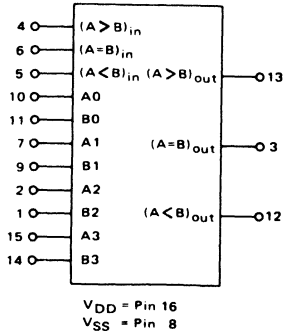 4 (A > B)in
6 (A=B)in
5 (A < B)in (A > B)out 13
10 A0
11 B0
7 A1 (A=B)out 3
9 B1
2 A2
1 B2 (A < B)out 12
15 A3
14 B3
VDD = Pin 16
VSS = Pin 8